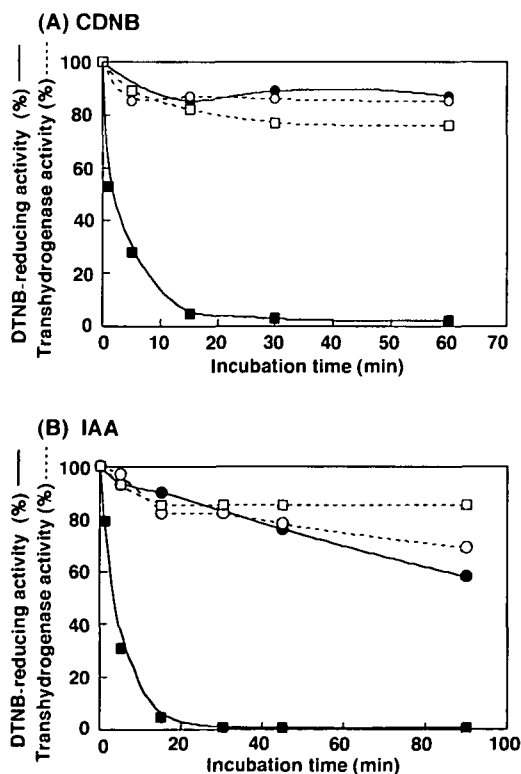 (A) CDNB
DTNB-reducing activity (%)
Transhydrogenase activity (%)
100
80
60
40
20
0
0 10 20 30 40 50 60 70
Incubation time (min)
(B) IAA
DTNB-reducing activity (%)
Transhydrogenase activity (%)
100
80
60
40
20
0
0 20 40 60 80 100
Incubation time (min)